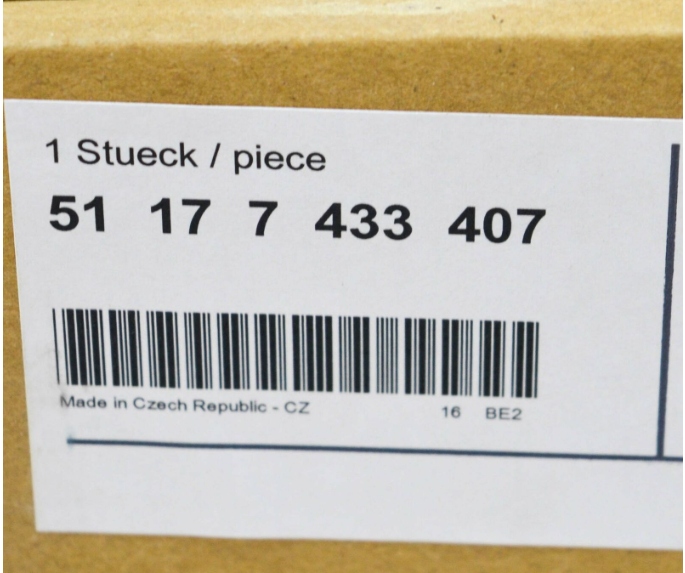 1 Stueck / piece
51 17 7 433 407
Made in Czech Republic - CZ 16 BE2